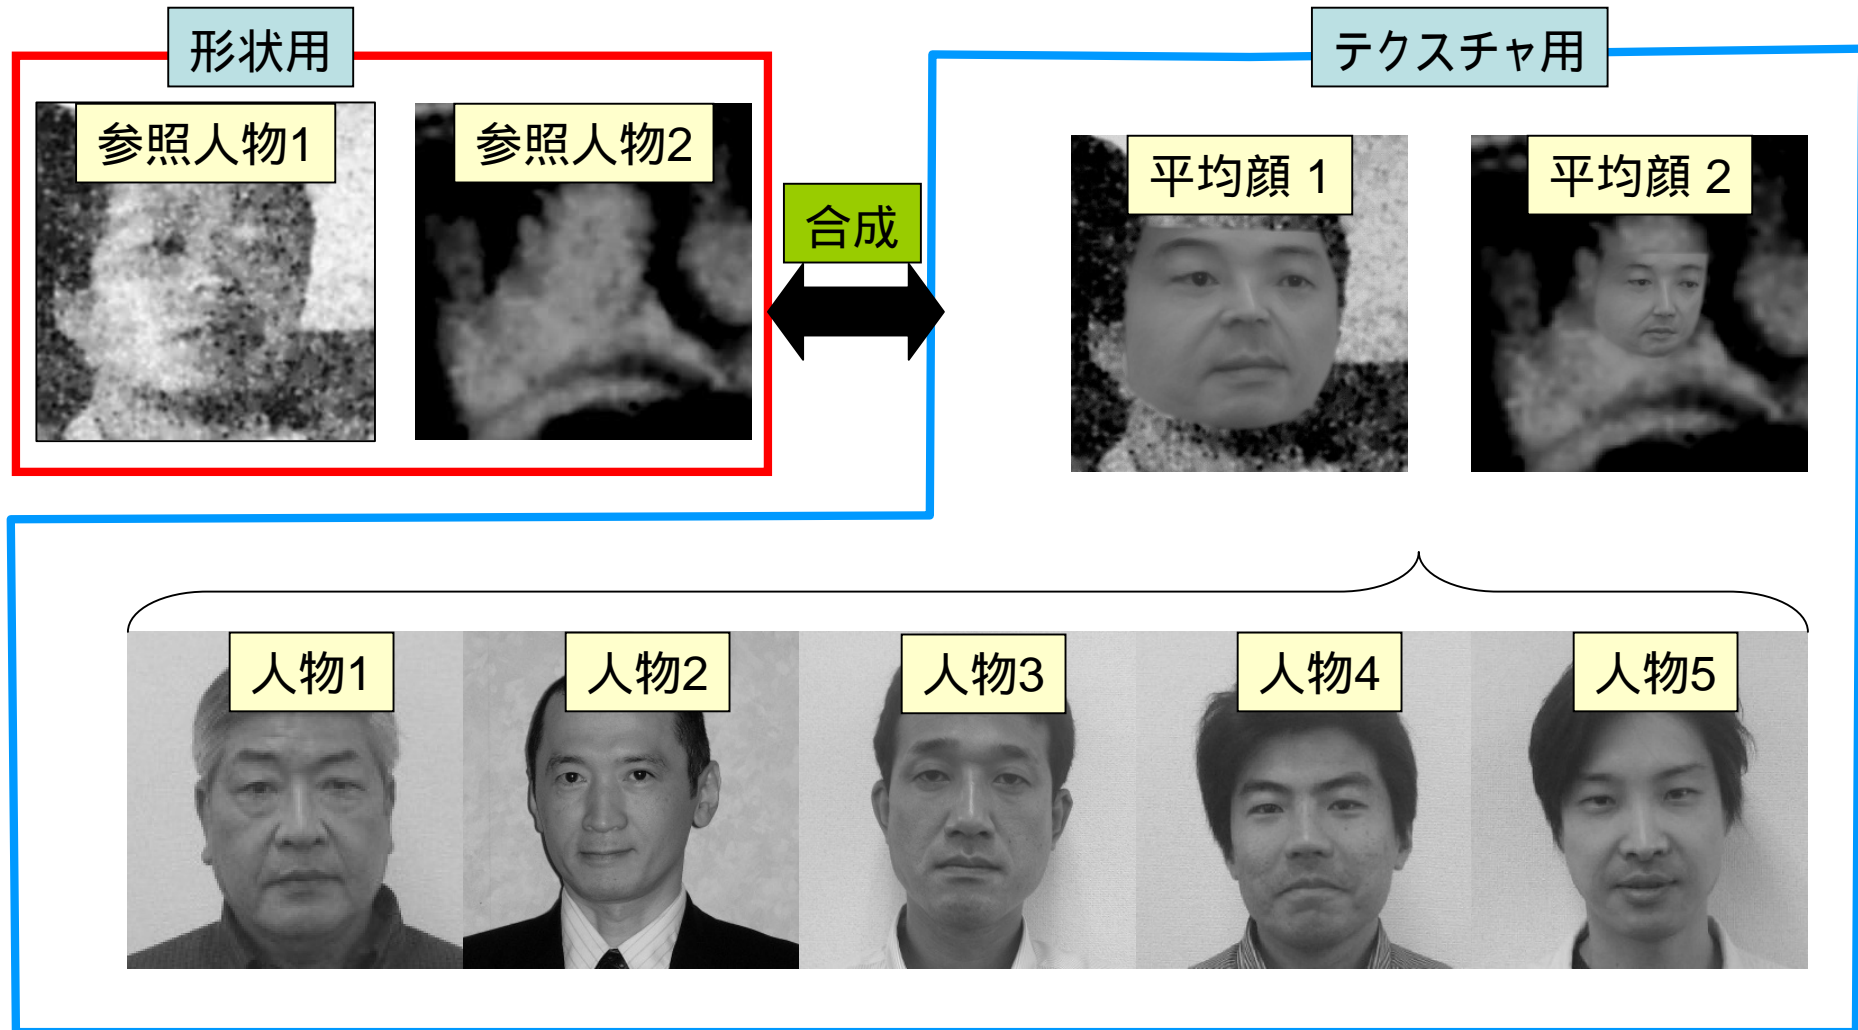 形状用
テクスチャ用
参照人物1
参照人物2
合成
平均顔 1
平均顔 2
人物1
人物2
人物3
人物4
人物5